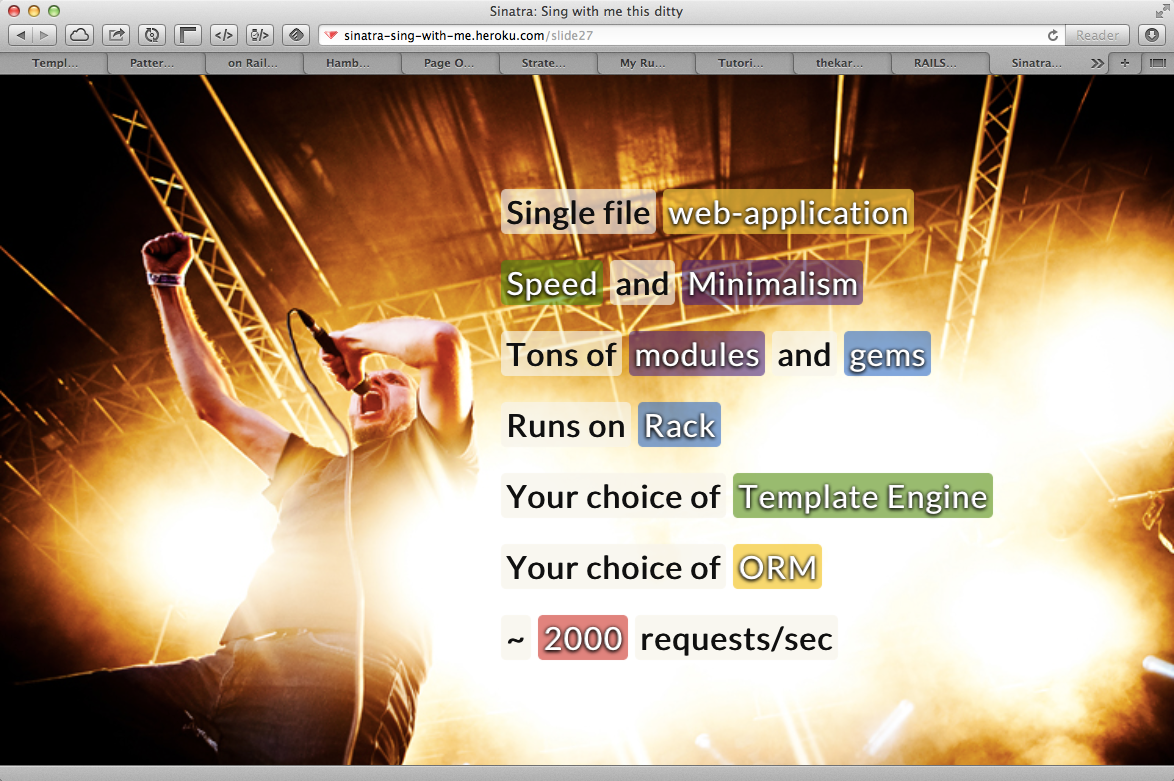 Sinatra: Sing with me this ditty
sinatra-sing-with-me.heroku.com/slide27
Reader
Templ...
Patter...
on Rail...
Hamb...
Page O...
Strate...
My Ru...
Tutori...
thekar...
RAILS...
Sinatra...
Single file web-application
Speed and Minimalism
Tons of modules and gems
Runs on Rack
Your choice of Template Engine
Your choice of ORM
~ 2000 requests/sec